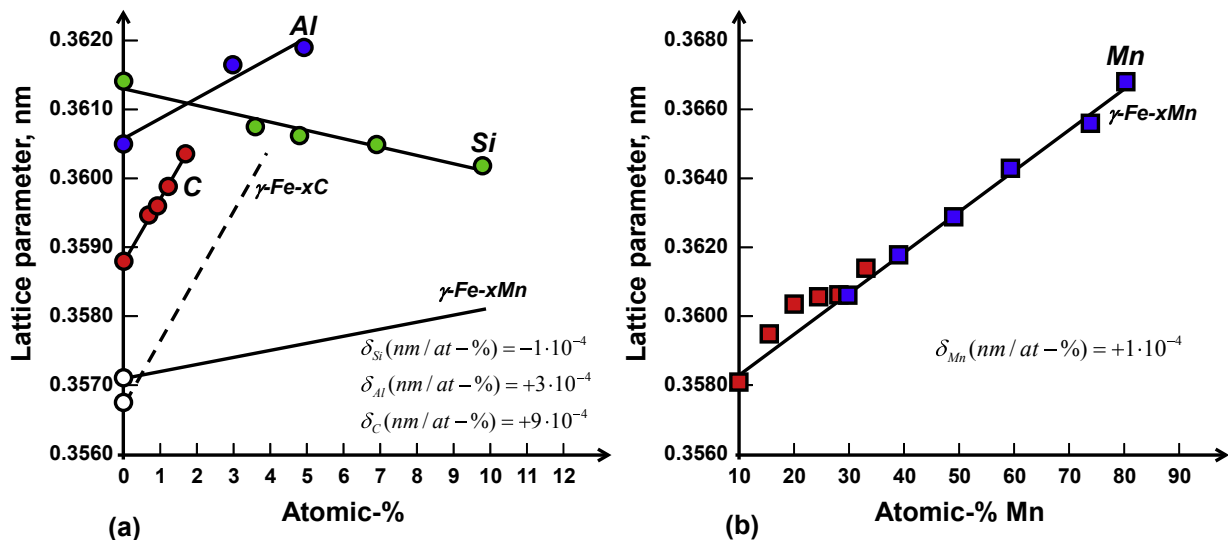 Lattice parameter, nm
0.3620
0.3610
0.3600
0.3590
0.3580
0.3570
0.3560
Al
Si
C
γ-Fe-xC
γ-Fe-xMn
δSi(nm/at−%)=−1·10⁻⁴
δAl(nm/at−%)=+3·10⁻⁴
δC(nm/at−%)=+9·10⁻⁴
0 1 2 3 4 5 6 7 8 9 10 11 12
Atomic-%
(a)
Lattice parameter, nm
0.3680
0.3660
0.3640
0.3620
0.3600
0.3580
0.3560
Mn
γ-Fe-xMn
δMn(nm/at−%)=+1·10⁻⁴
10 20 30 40 50 60 70 80 90
Atomic-% Mn
(b)